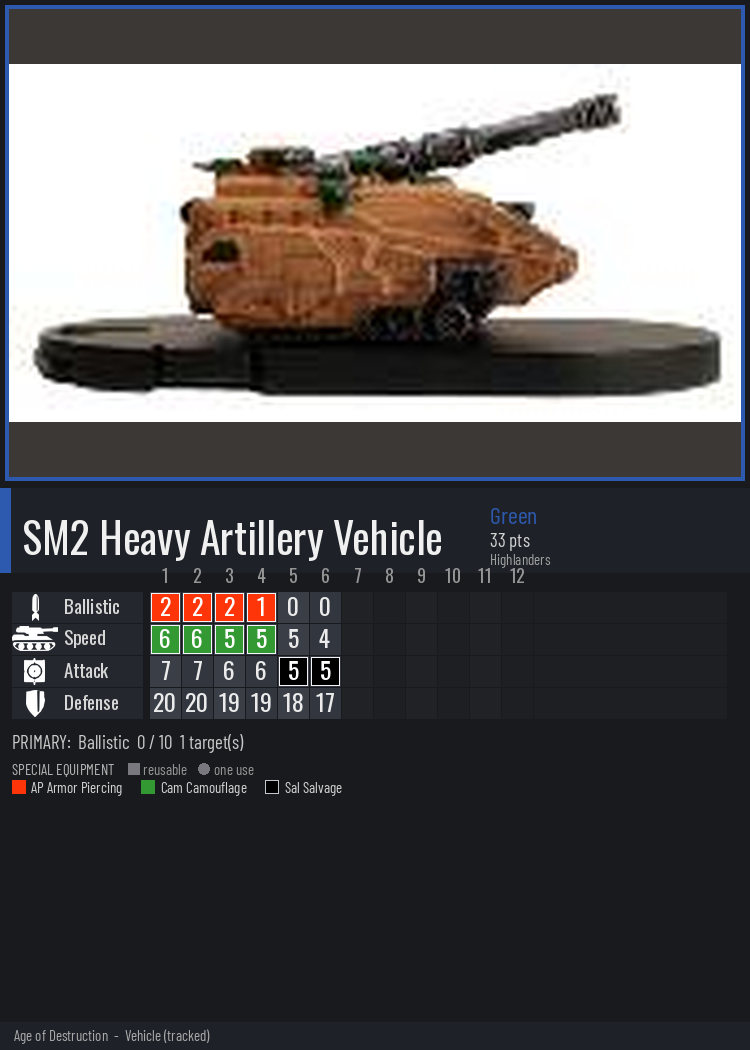 SM2 Heavy Artillery Vehicle
Green
33 pts
Highlanders
1 2 3 4 5 6 7 8 9 10 11 12
Ballistic 2 2 2 1 0 0
Speed 6 6 5 5 5 4
Attack 7 7 6 6 5 5
Defense 20 20 19 19 18 17
PRIMARY: Ballistic 0 / 10 1 target(s)
SPECIAL EQUIPMENT reusable one use
AP Armor Piercing Cam Camouflage Sal Salvage
Age of Destruction - Vehicle (tracked)